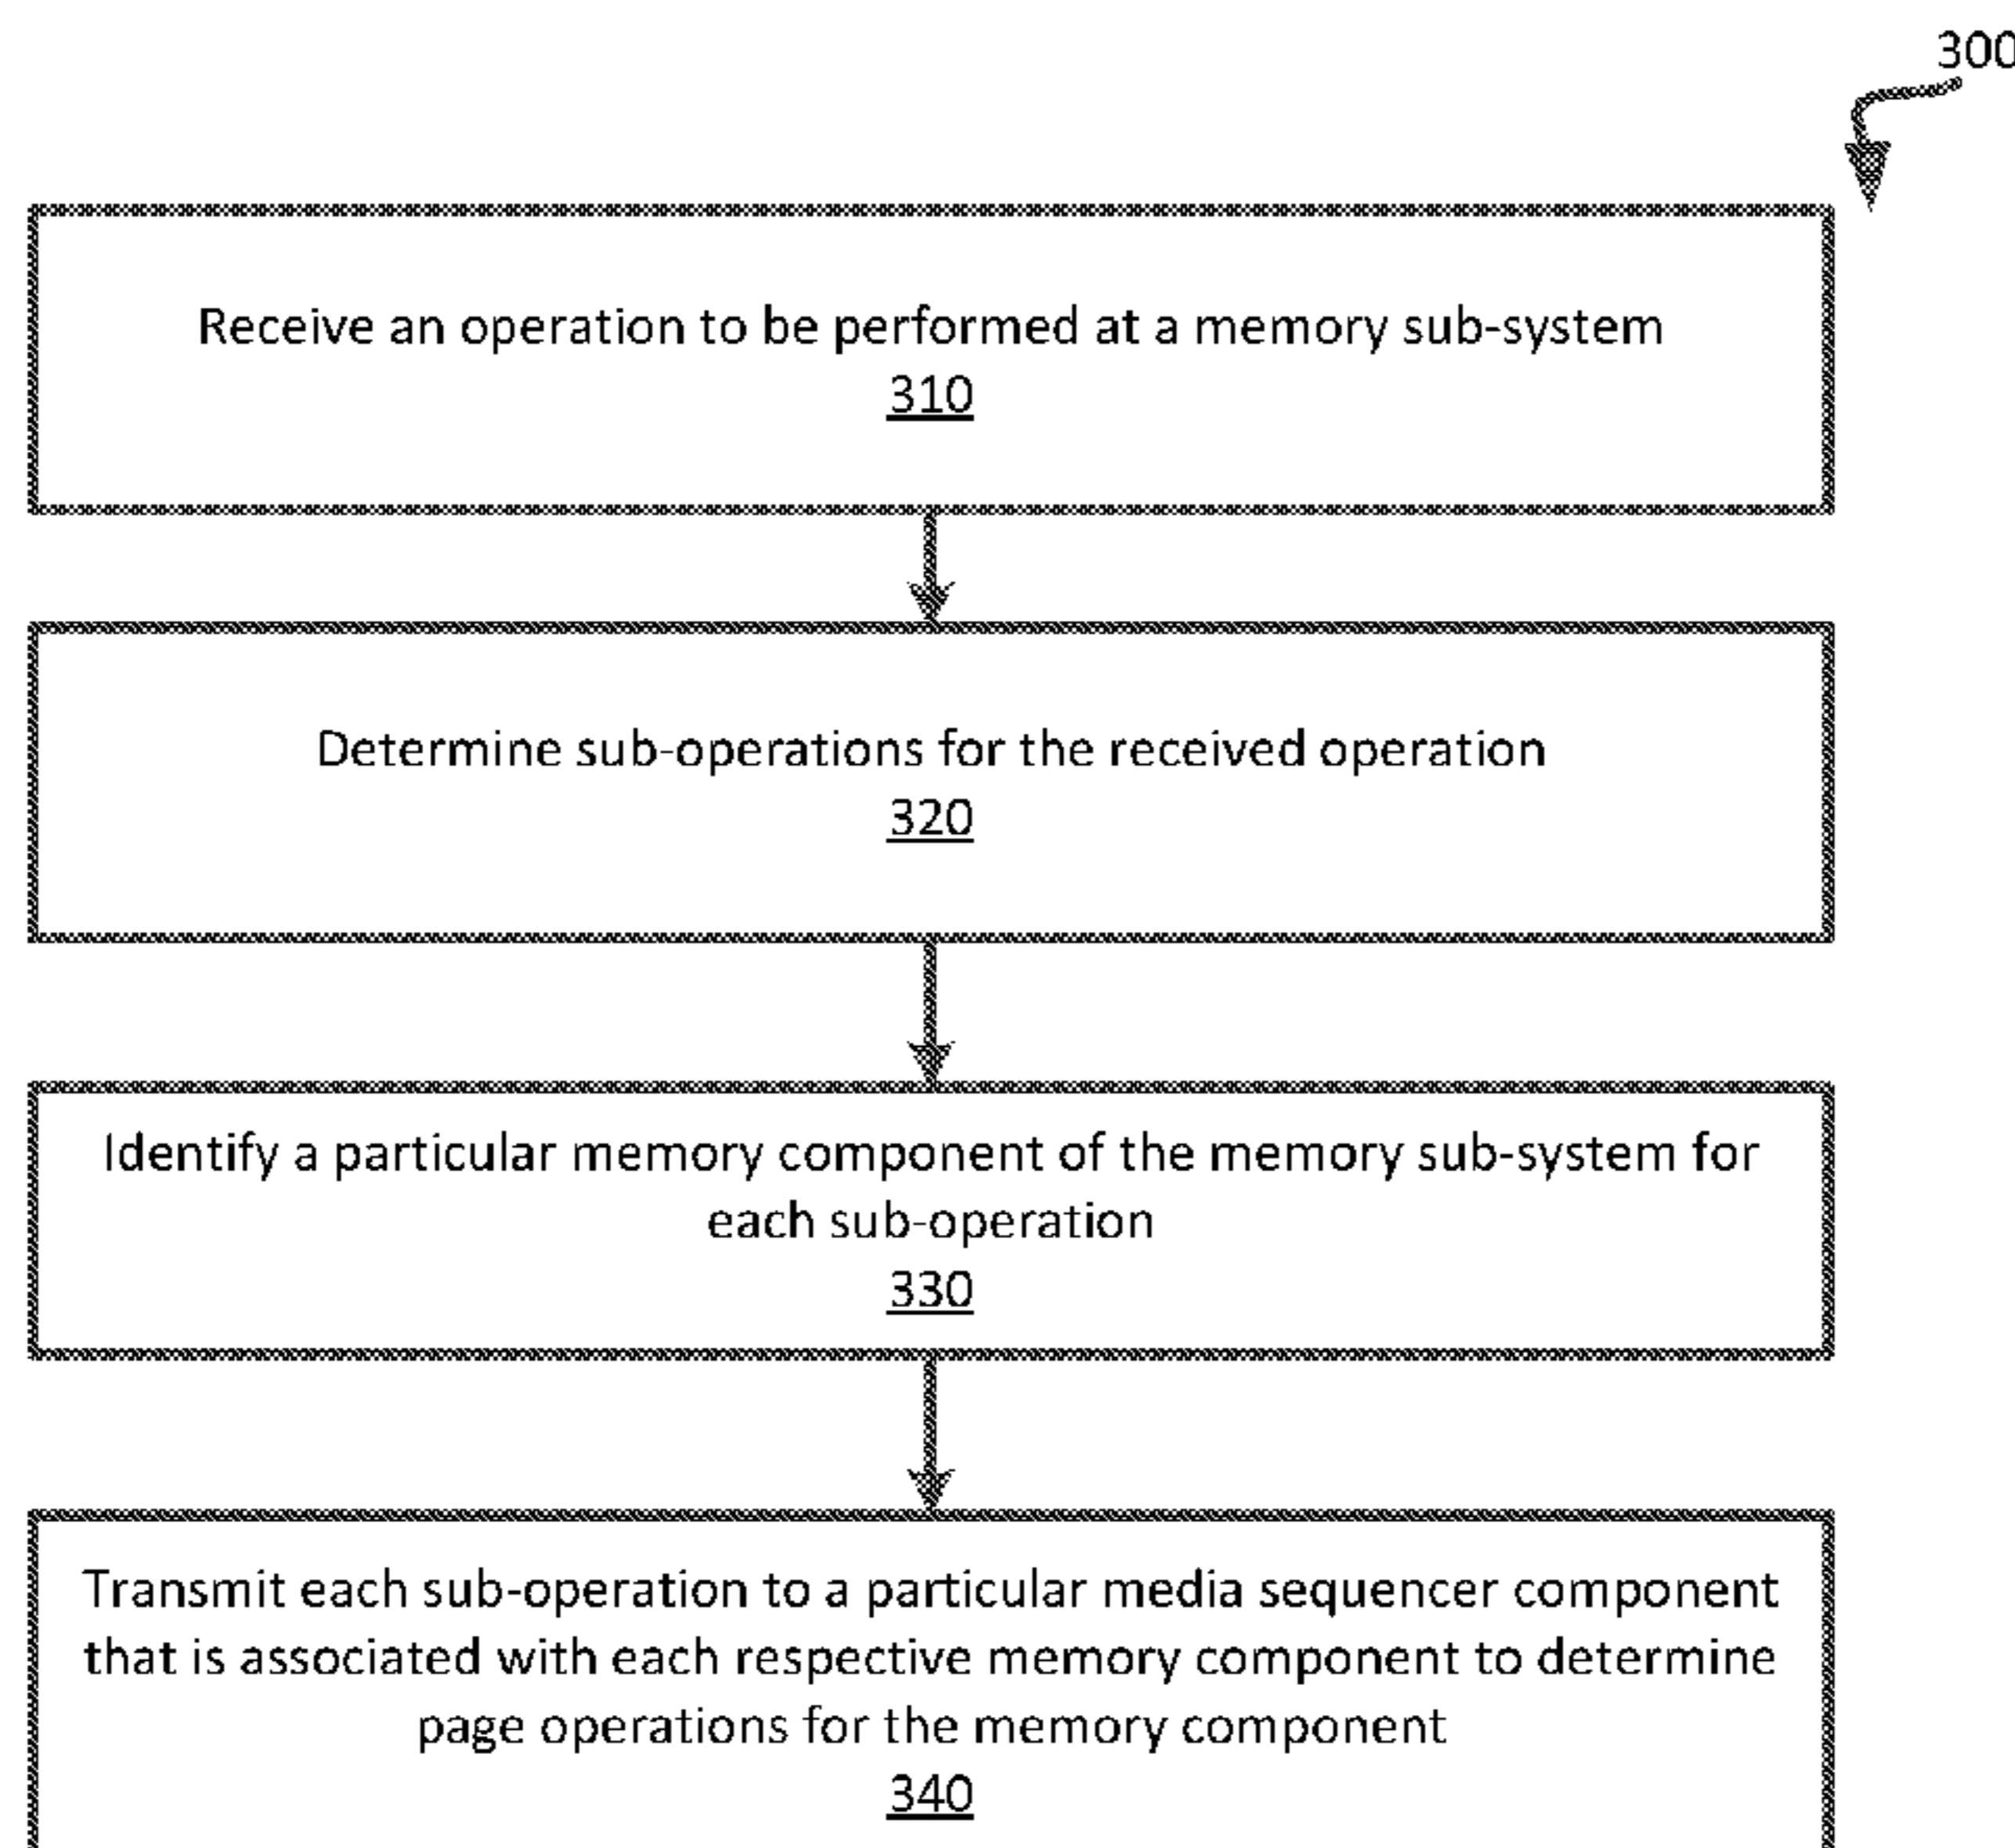 300
Receive an operation to be performed at a memory sub-system
310
Determine sub-operations for the received operation
320
Identify a particular memory component of the memory sub-system for
each sub-operation
330
Transmit each sub-operation to a particular media sequencer component
that is associated with each respective memory component to determine
page operations for the memory component
340